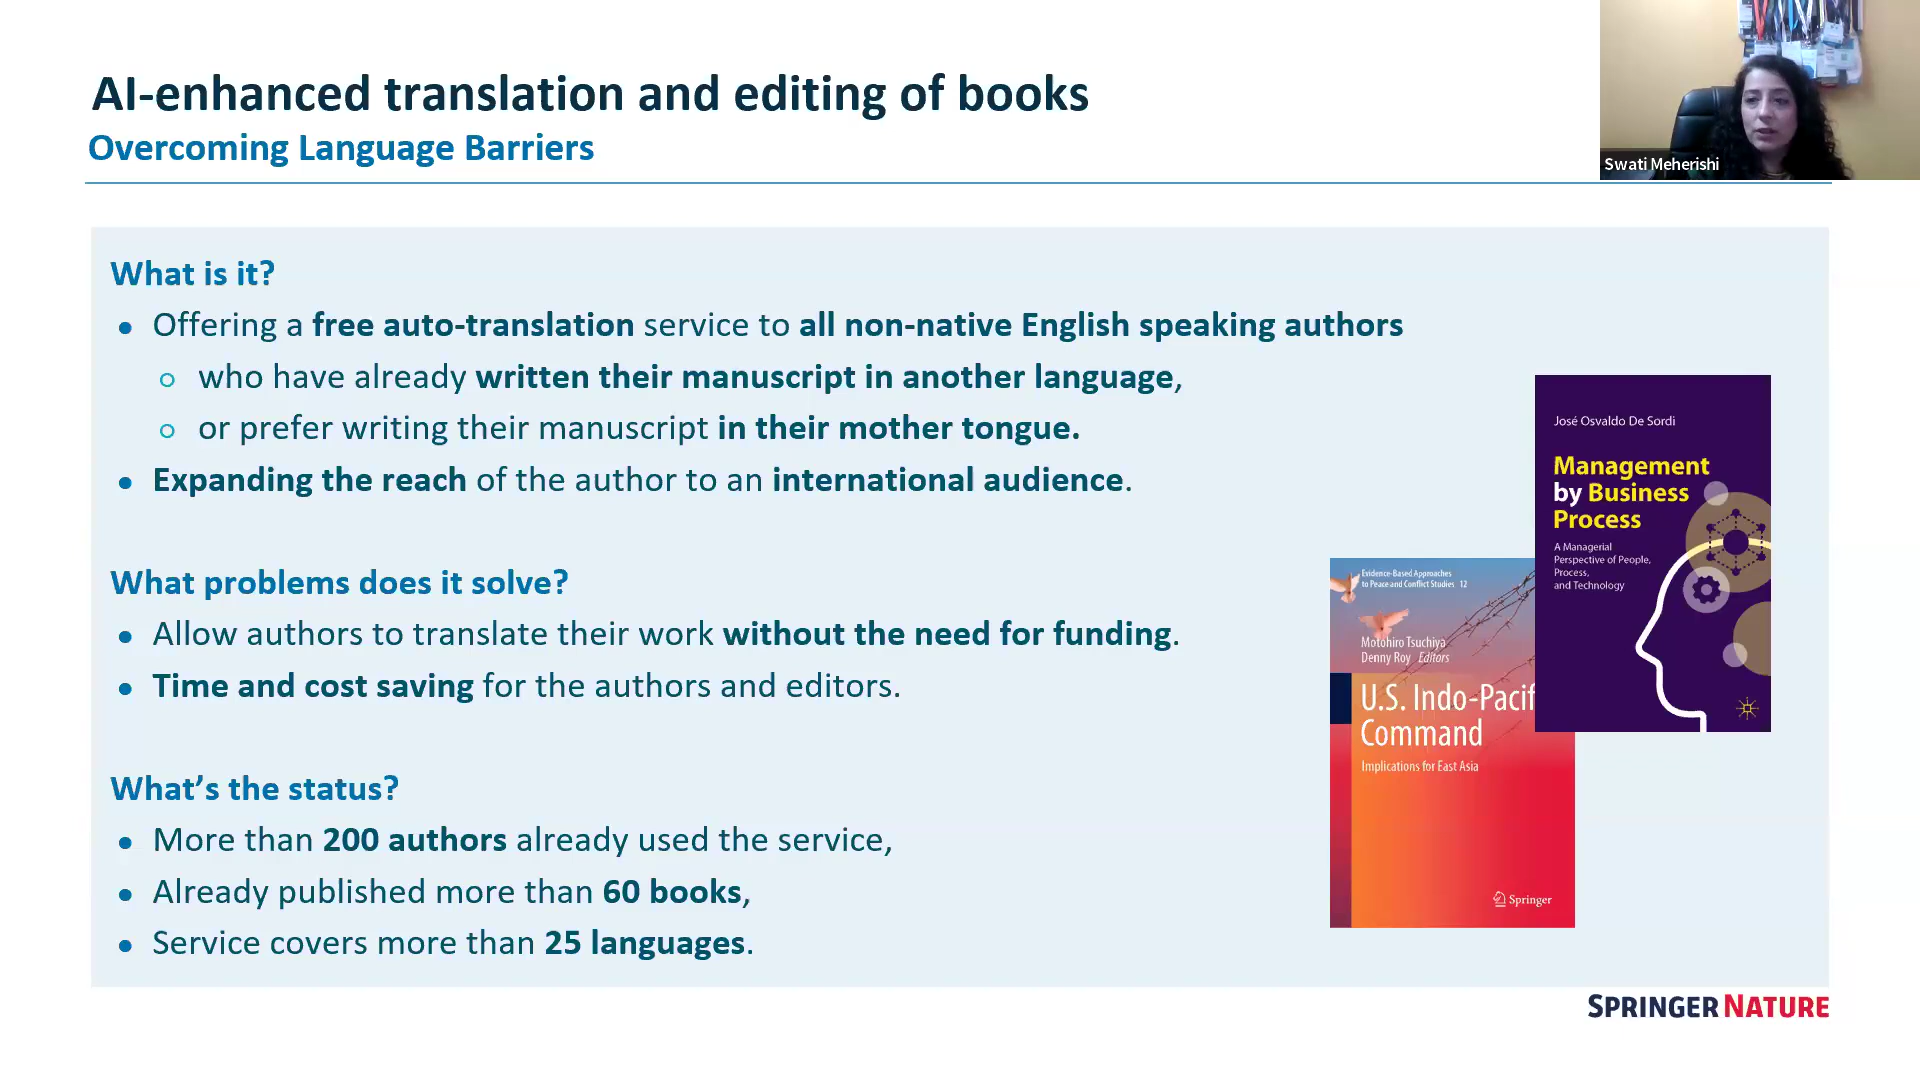 AI-enhanced translation and editing of books
Overcoming Language Barriers
Swati Meherishi
What is it?
● Offering a free auto-translation service to all non-native English speaking authors
○ who have already written their manuscript in another language,
○ or prefer writing their manuscript in their mother tongue.
● Expanding the reach of the author to an international audience.
What problems does it solve?
● Allow authors to translate their work without the need for funding.
● Time and cost saving for the authors and editors.
What’s the status?
● More than 200 authors already used the service,
● Already published more than 60 books,
● Service covers more than 25 languages.
José Osvaldo De Sordi
Management
by Business
Process
A Managerial
Perspective of People,
Process,
and Technology
Evidence-Based Approaches
to Peace and Conflict Studies 12
Motohiro Tsuchiya
Denny Roy Editors
U.S. Indo-Pacif
Command
Implications for East Asia
Springer
SPRINGER NATURE